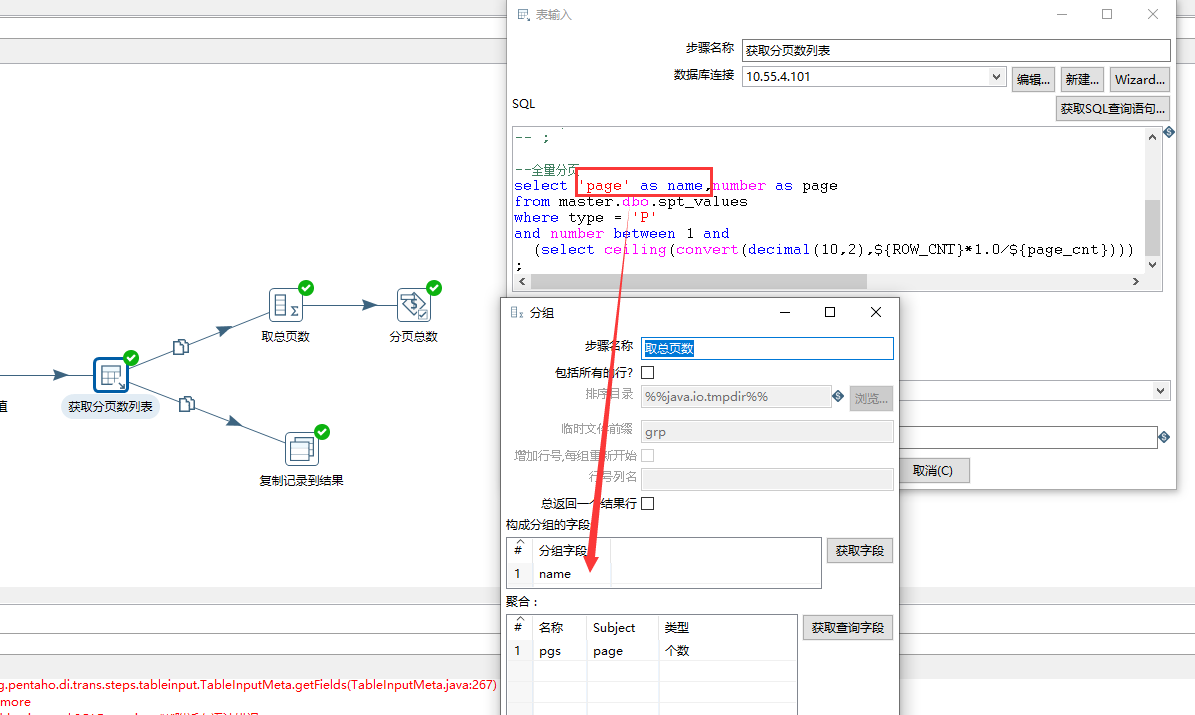 表输入
步骤名称 获取分页数列表
数据库连接 10.55.4.101 编辑... 新建... Wizard...
SQL 获取SQL查询语句...
-- ;
--全量分页
select 'page' as name,number as page
from master.dbo.spt_values
where type = 'P'
and number between 1 and
(select ceiling(convert(decimal(10,2),${ROW_CNT}*1.0/${page_cnt})))
;
取总页数
分页总数
值
获取分页数列表
复制记录到结果
取消(C)
分组
步骤名称 取总页数
包括所有的行?
排序目录 %%java.io.tmpdir%% 浏览...
临时文件前缀 grp
增加行号,每组重新开始
行号列名
总返回一个结果行
构成分组的字段
# 分组字段 获取字段
1 name
聚合：
# 名称 Subject 类型 获取查询字段
1 pgs page 个数
g.pentaho.di.trans.steps.tableinput.TableInputMeta.getFields(TableInputMeta.java:267)
more